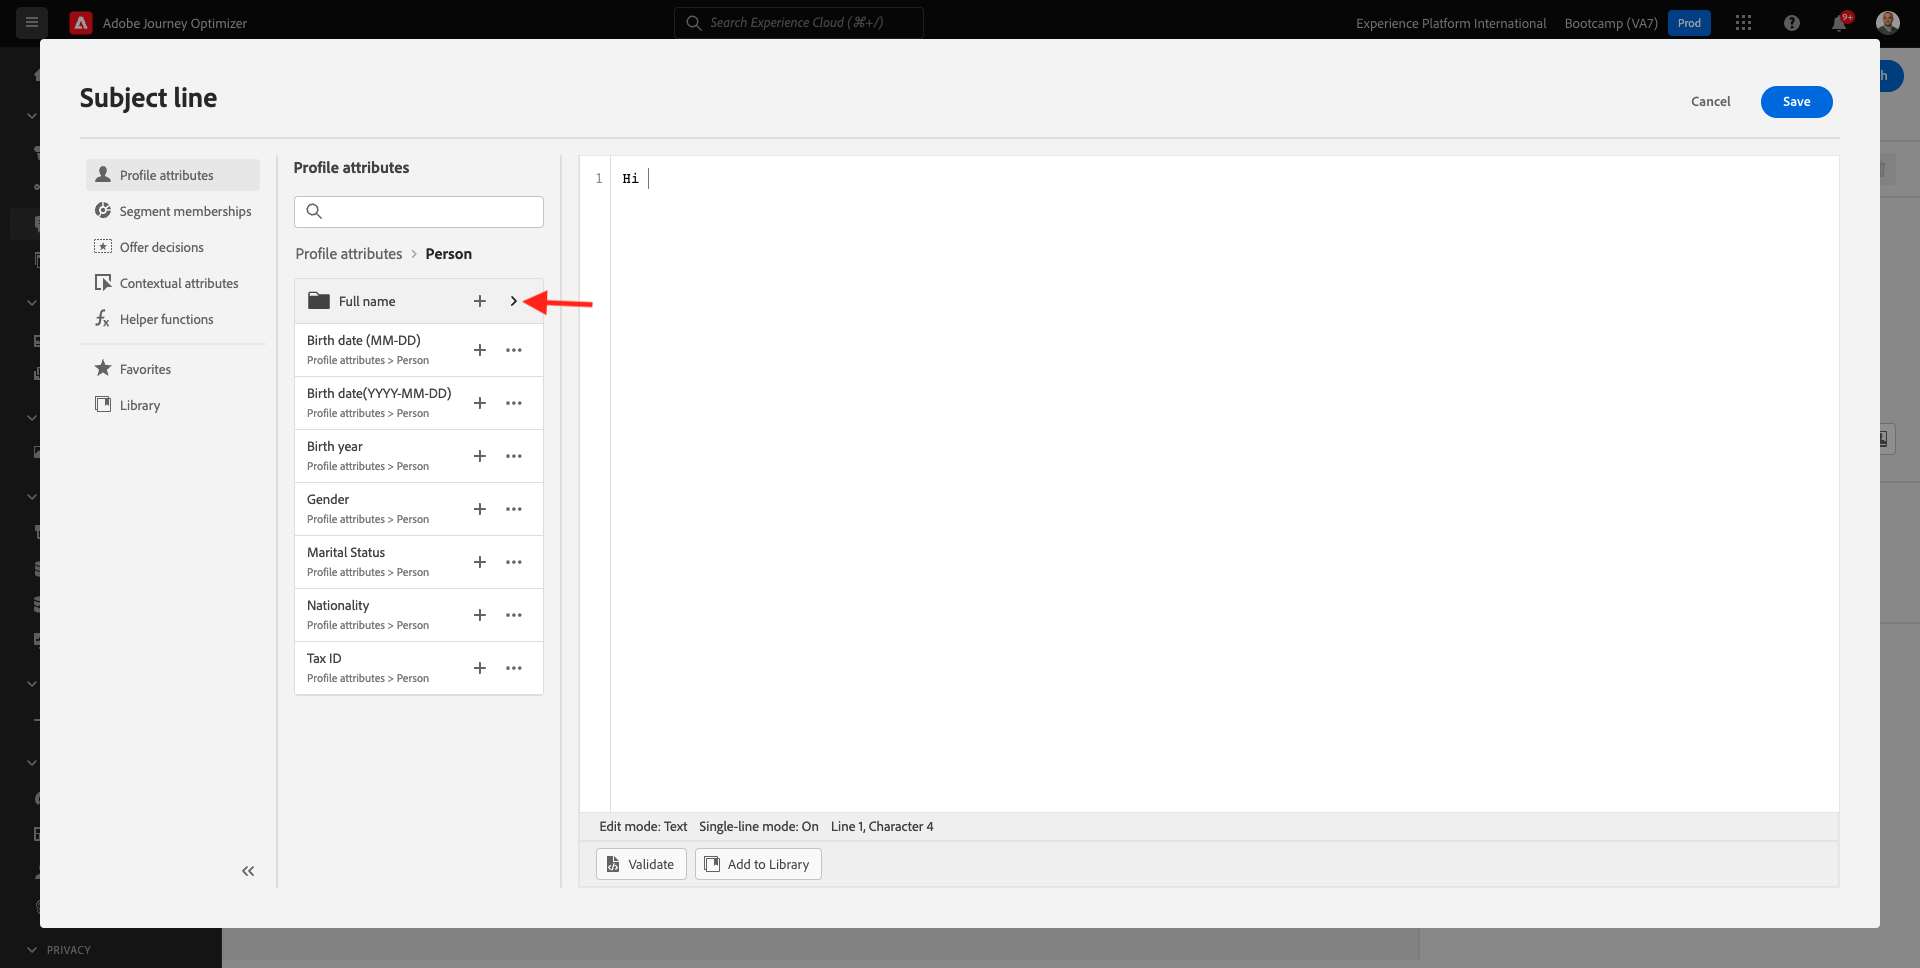 Adobe Journey Optimizer
Search Experience Cloud (⌘+/)
Experience Platform International
Bootcamp (VA7)
Prod
9+
h
Subject line
Cancel
Save
Profile attributes
Segment memberships
Offer decisions
Contextual attributes
Helper functions
Favorites
Library
Profile attributes
Profile attributes > Person
Full name
Birth date (MM-DD)
Profile attributes > Person
Birth date(YYYY-MM-DD)
Profile attributes > Person
Birth year
Profile attributes > Person
Gender
Profile attributes > Person
Marital Status
Profile attributes > Person
Nationality
Profile attributes > Person
Tax ID
Profile attributes > Person
1 Hi
Edit mode: Text Single-line mode: On Line 1, Character 4
Validate
Add to Library
PRIVACY